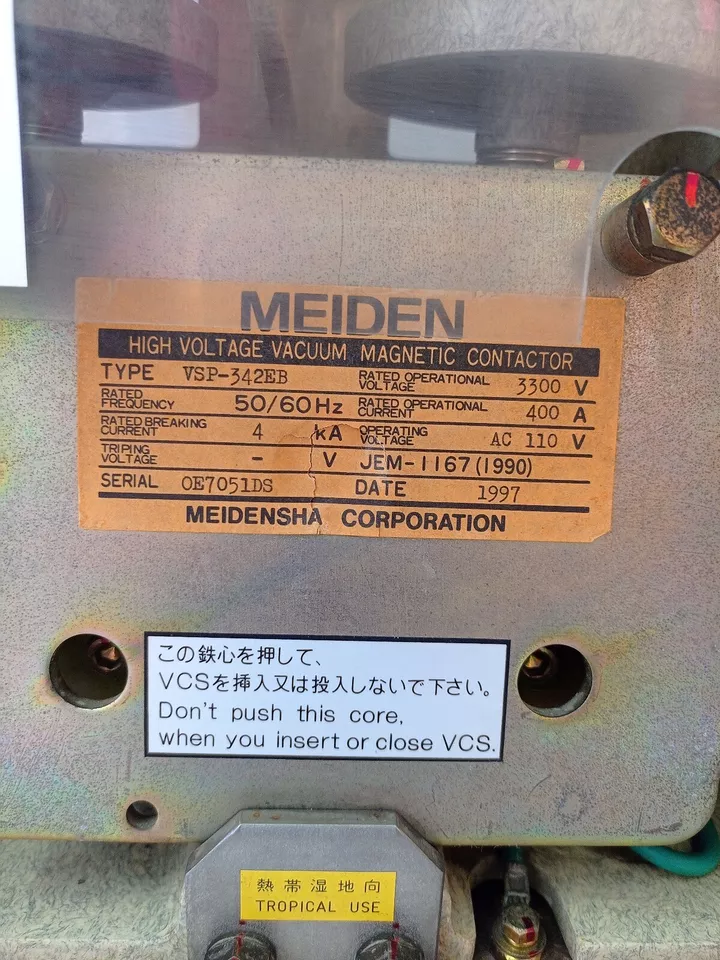 MEIDEN
HIGH VOLTAGE VACUUM MAGNETIC CONTACTOR
TYPE VSP-342EB RATED OPERATIONAL VOLTAGE 3300 V
RATED FREQUENCY 50/60Hz RATED OPERATIONAL CURRENT 400 A
RATED BREAKING CURRENT 4 kA OPERATING VOLTAGE AC 110 V
TRIPING VOLTAGE - V JEM-1167(1990)
SERIAL OE7051DS DATE 1997
MEIDENSHA CORPORATION
この鉄心を押して、
VCSを挿入又は投入しないで下さい。
Don't push this core,
when you insert or close VCS.
熱帯湿地向
TROPICAL USE